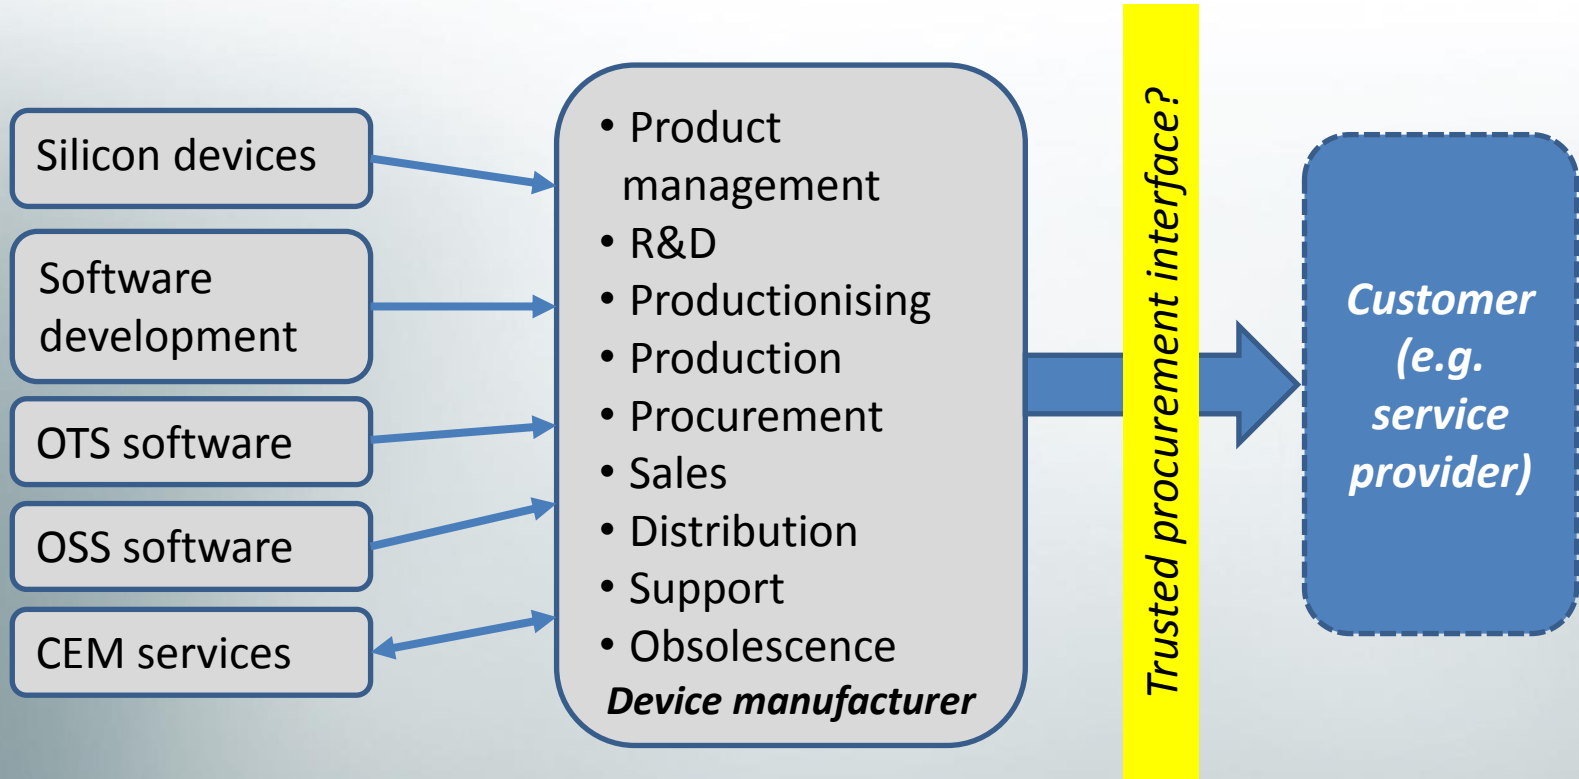 Silicon devices
Software
development
OTS software
OSS software
CEM services
• Product
management
• R&D
• Productionising
• Production
• Procurement
• Sales
• Distribution
• Support
• Obsolescence
Device manufacturer
Trusted procurement interface?
Customer
(e.g.
service
provider)